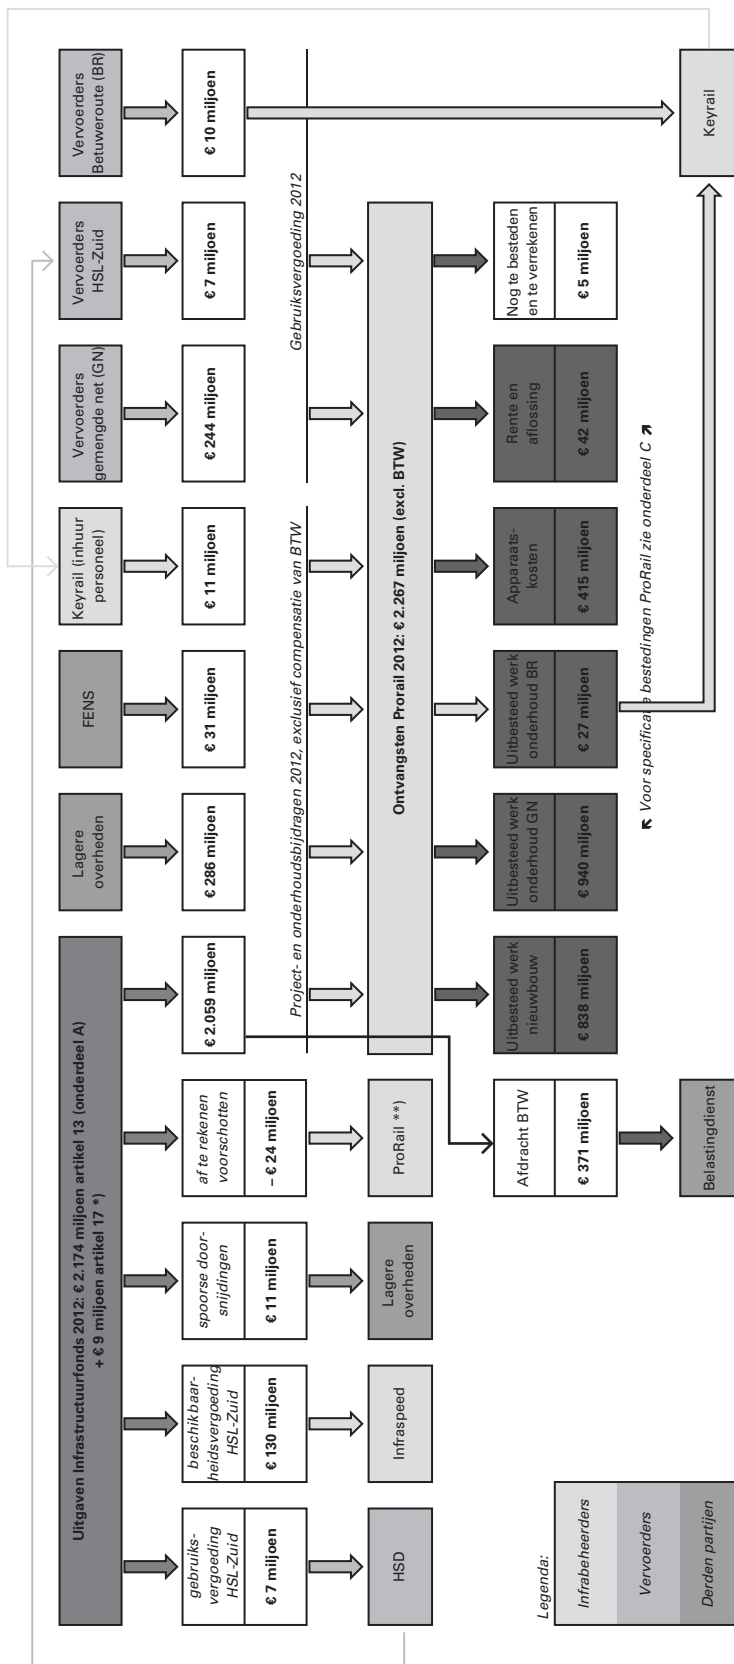 Uitgaven Infrastructuurfonds 2012: € 2.174 miljoen artikel 13 (onderdeel A)
+ € 9 miljoen artikel 17 *)
Lagere
overheden
FENS
Keyrail (inhuur
personeel)
Vervoerders
gemengde net (GN)
Vervoerders
HSL-Zuid
Vervoerders
Betuweroute (BR)
gebruiks-
vergoeding
HSL-Zuid
€ 7 miljoen
beschikbaar-
heidsvergoeding
HSL-Zuid
€ 130 miljoen
spoorse door-
snijdingen
€ 11 miljoen
af te rekenen
voorschotten
– € 24 miljoen
€ 2.059 miljoen
€ 286 miljoen
€ 31 miljoen
€ 11 miljoen
€ 244 miljoen
€ 7 miljoen
€ 10 miljoen
Project- en onderhoudsbijdragen 2012, exclusief compensatie van BTW
Gebruiksvergoeding 2012
HSD
Infraspeed
Lagere
overheden
ProRail **)
Ontvangsten Prorail 2012: € 2.267 miljoen (excl. BTW)
Afdracht BTW
€ 371 miljoen
Uitbesteed werk
nieuwbouw
€ 838 miljoen
Uitbesteed werk
onderhoud GN
€ 940 miljoen
Uitbesteed werk
onderhoud BR
€ 27 miljoen
Apparaats-
kosten
€ 415 miljoen
Rente en
aflossing
€ 42 miljoen
Nog te besteden
en te verrekenen
€ 5 miljoen
Voor specificatie bestedingen ProRail zie onderdeel C
Belastingdienst
Keyrail
Legenda:
Infrabeheerders
Vervoerders
Derden partijen